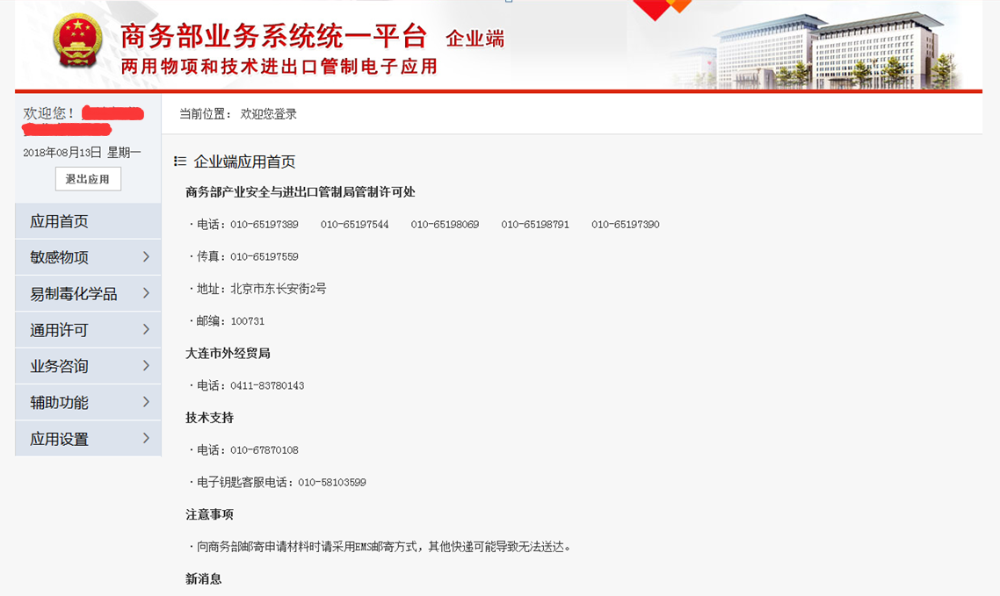 商务部业务系统统一平台 企业端
两用物项和技术进出口管制电子应用
欢迎您！
2018年08月13日 星期一
退出应用
应用首页
敏感物项
易制毒化学品
通用许可
业务咨询
辅助功能
应用设置
当前位置： 欢迎您登录
企业端应用首页
商务部产业安全与进出口管制局管制许可处
·电话：010-65197389 010-65197544 010-65198069 010-65198791 010-65197390
·传真：010-65197559
·地址：北京市东长安街2号
·邮编：100731
大连市外经贸局
·电话：0411-83780143
技术支持
·电话：010-67870108
·电子钥匙客服电话：010-58103599
注意事项
·向商务部邮寄申请材料时请采用EMS邮寄方式，其他快递可能导致无法送达。
新消息